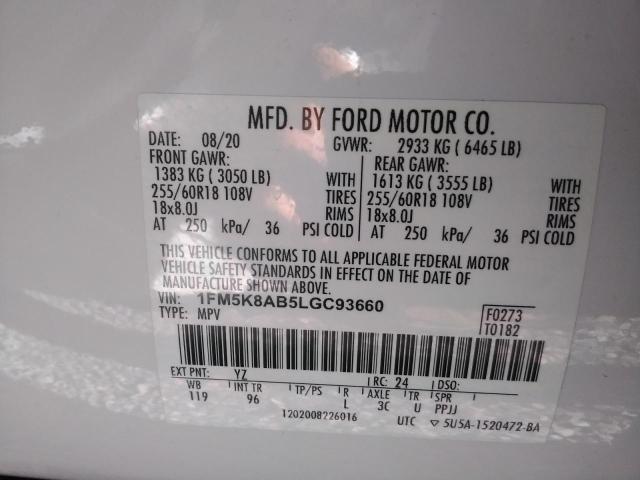 MFD. BY FORD MOTOR CO.
DATE: 08/20 GVWR: 2933 KG ( 6465 LB)
FRONT GAWR: REAR GAWR:
1383 KG ( 3050 LB) WITH 1613 KG ( 3555 LB) WITH
255/60R18 108V TIRES 255/60R18 108V TIRES
18x8.0J RIMS 18x8.0J RIMS
AT 250 kPa/ 36 PSI COLD AT 250 kPa/ 36 PSI COLD
THIS VEHICLE CONFORMS TO ALL APPLICABLE FEDERAL MOTOR
VEHICLE SAFETY STANDARDS IN EFFECT ON THE DATE OF
MANUFACTURE SHOWN ABOVE.
VIN: 1FM5K8AB5LGC93660 F0273
TYPE: MPV T0182
EXT PNT: YZ RC: 24 DSO:
WB INT TR TP/PS R AXLE TR SPR
119 96 L 3C U PPJJ
1202008226016 UTC ▽ 5U5A-1520472-BA